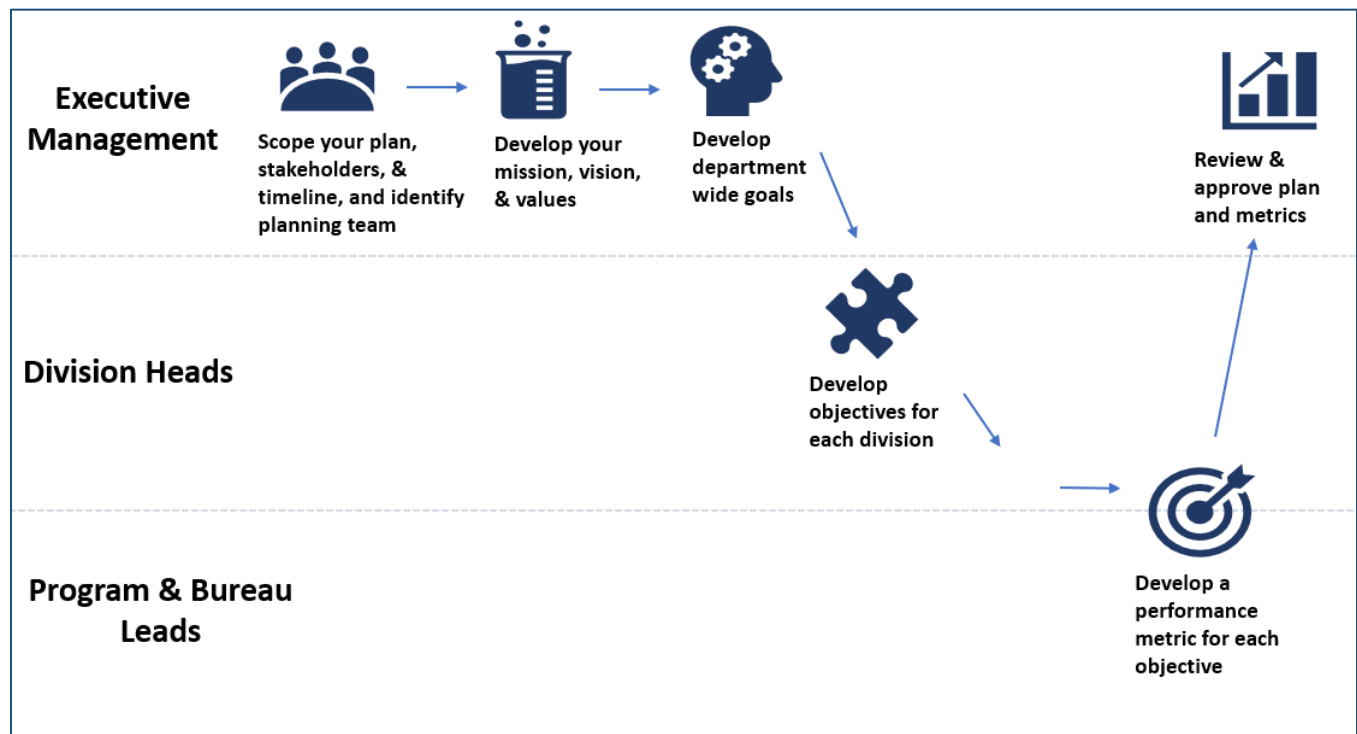 Executive
Management
Scope your plan,
stakeholders, &
timeline, and identify
planning team
Develop your
mission, vision,
& values
Develop
department
wide goals
Review &
approve plan
and metrics
Division Heads
Develop
objectives for
each division
Program & Bureau
Leads
Develop a
performance
metric for each
objective